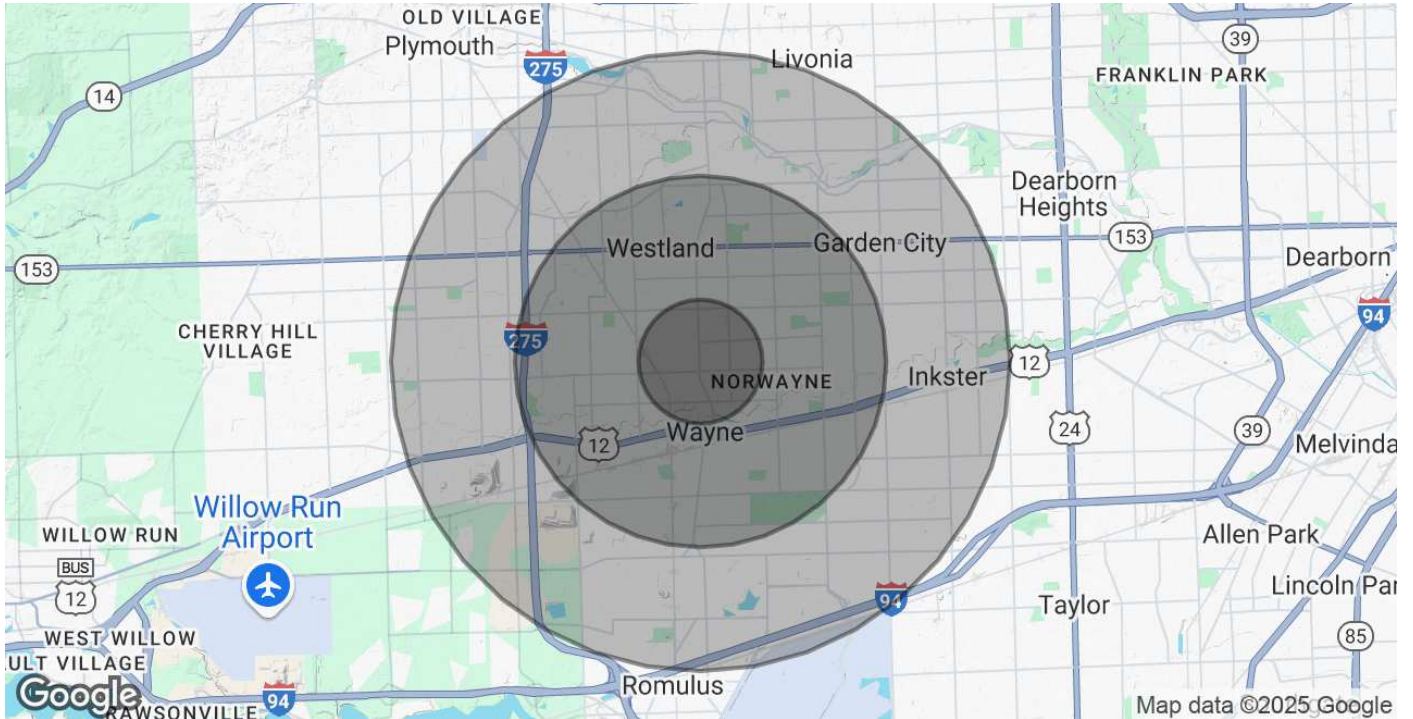 OLD VILLAGE
Plymouth
275
Livonia
39
FRANKLIN PARK
14
Dearborn
Heights
Westland
Garden City
153
153
Dearborn
94
CHERRY HILL
VILLAGE
275
12
NORWAYNE
Inkster
Wayne
12
24
39
Melvinda
Willow Run
Airport
WILLOW RUN
BUS
12
Allen Park
94
Lincoln Par
Taylor
WEST WILLOW
85
AULT VILLAGE
Romulus
94
Google
RAWSONVILLE
Map data ©2025 Google